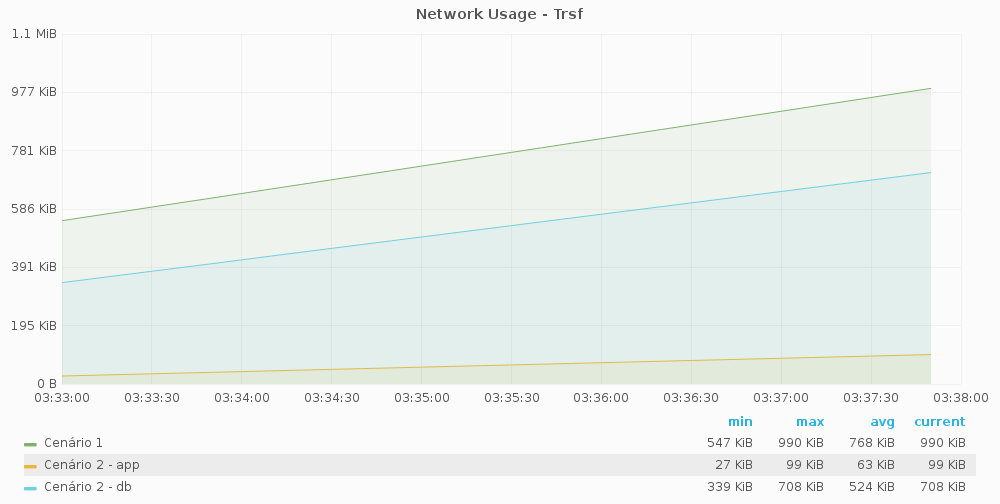 Network Usage - Trsf
1.1 MiB
977 KiB
781 KiB
586 KiB
391 KiB
195 KiB
0 B
03:33:00 03:33:30 03:34:00 03:34:30 03:35:00 03:35:30 03:36:00 03:36:30 03:37:00 03:37:30 03:38:00
min max avg current
Cenário 1 547 KiB 990 KiB 768 KiB 990 KiB
Cenário 2 - app 27 KiB 99 KiB 63 KiB 99 KiB
Cenário 2 - db 339 KiB 708 KiB 524 KiB 708 KiB